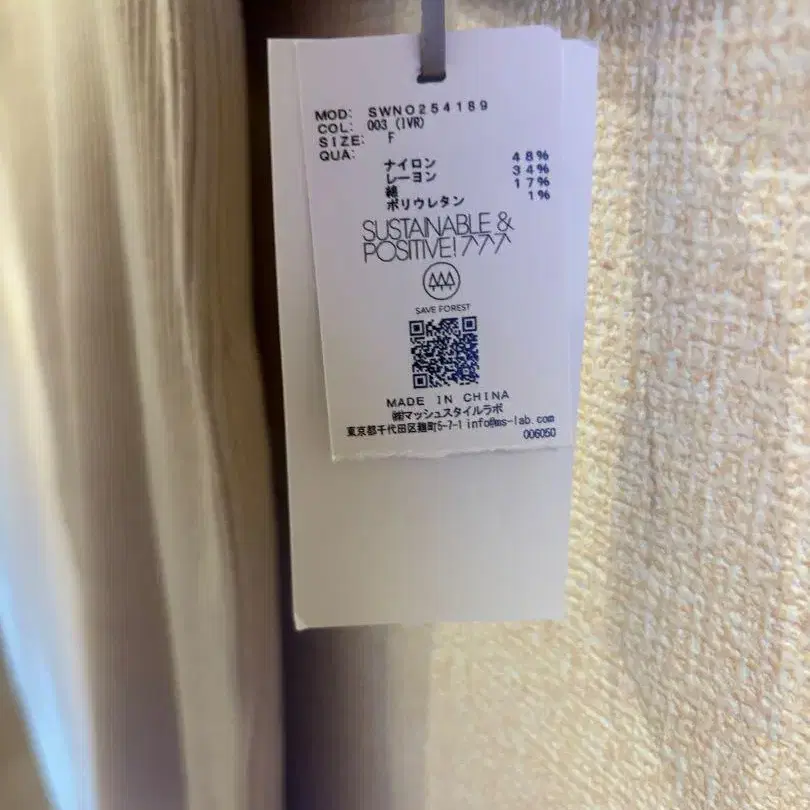 MOD: SWNO254189
COL: 003 (IVR)
SIZE: F
QUA:
ナイロン 48%
レーヨン 34%
綿 17%
ポリウレタン 1%
SUSTAINABLE &
POSITIVE!↗↗↗
SAVE FOREST
MADE IN CHINA
㈱マッシュスタイルラボ
東京都千代田区麹町5-7-1 info@ms-lab.com
006050